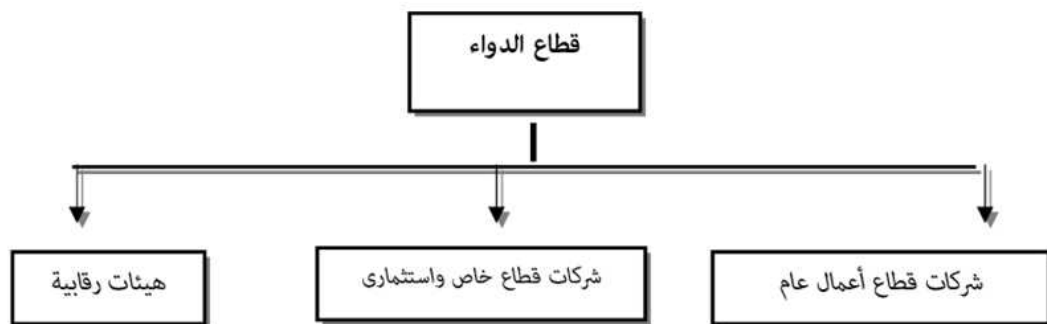 قطاع الدواء
شركات قطاع أعمال عام
شركات قطاع خاص واستثمارى
هيئات رقابية